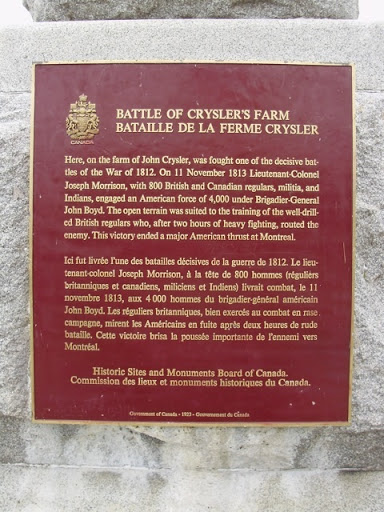 CANADA
BATTLE OF CRYSLER'S FARM
BATAILLE DE LA FERME CRYSLER
Here, on the farm of John Crysler, was fought one of the decisive bat-
tles of the War of 1812. On 11 November 1813 Lieutenant-Colonel
Joseph Morrison, with 800 British and Canadian regulars, militia, and
Indians, engaged an American force of 4,000 under Brigadier-General
John Boyd. The open terrain was suited to the training of the well-drill-
ed British regulars who, after two hours of heavy fighting, routed the
enemy. This victory ended a major American thrust at Montreal.
Ici fut livrée l'une des batailles décisives de la guerre de 1812. Le lieu-
tenant-colonel Joseph Morrison, à la tête de 800 hommes (réguliers
britanniques et canadiens, miliciens et Indiens) livrait combat, le 11
novembre 1813, aux 4 000 hommes du brigadier-général américain
John Boyd. Les réguliers britanniques, bien exercés au combat en rase
campagne, mirent les Américains en fuite après deux heures de rude
bataille. Cette victoire brisa la poussée importante de l'ennemi vers
Montréal.
Historic Sites and Monuments Board of Canada.
Commission des lieux et monuments historiques du Canada.
Government of Canada - 1923 - Gouvernement du Canada